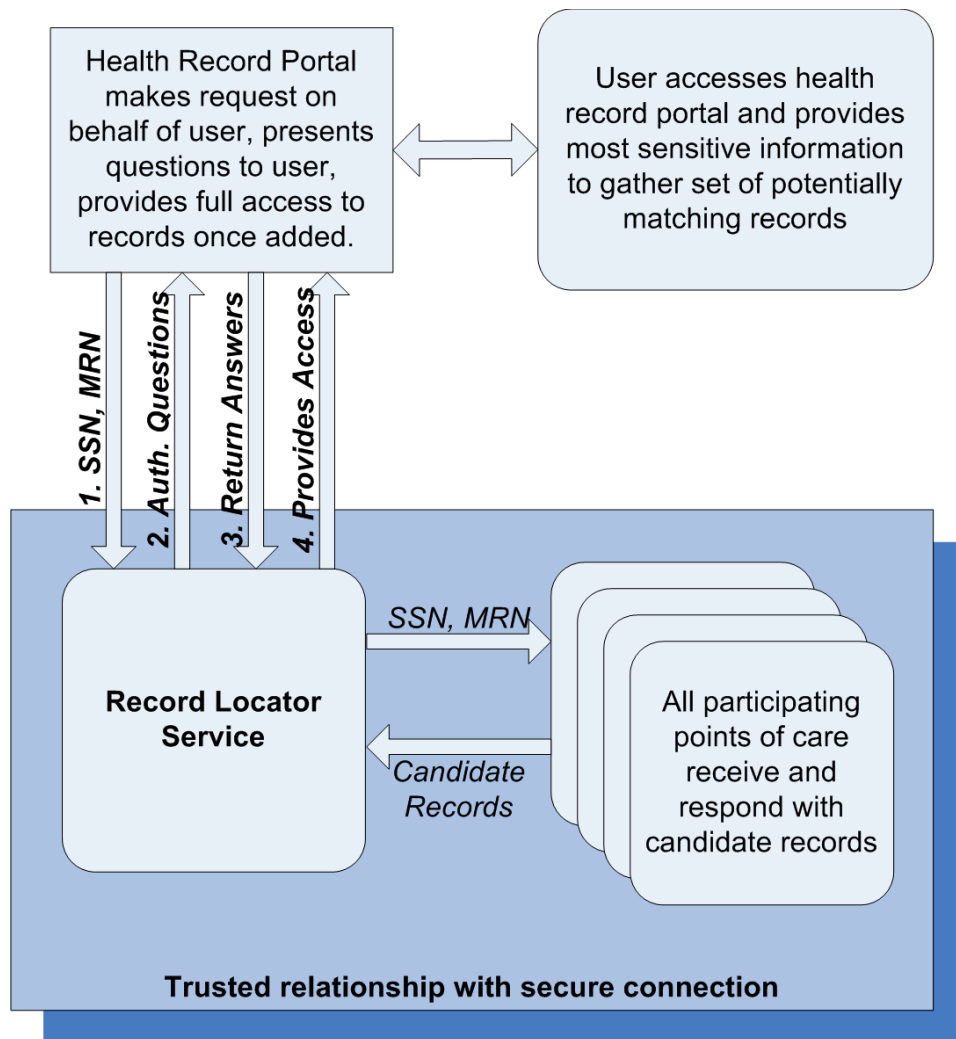 Health Record Portal
makes request on
behalf of user, presents
questions to user,
provides full access to
records once added.
User accesses health
record portal and provides
most sensitive information
to gather set of potentially
matching records
1. SSN, MRN
2. Auth. Questions
3. Return Answers
4. Provides Access
Record Locator
Service
SSN, MRN
Candidate
Records
All participating
points of care
receive and
respond with
candidate records
Trusted relationship with secure connection